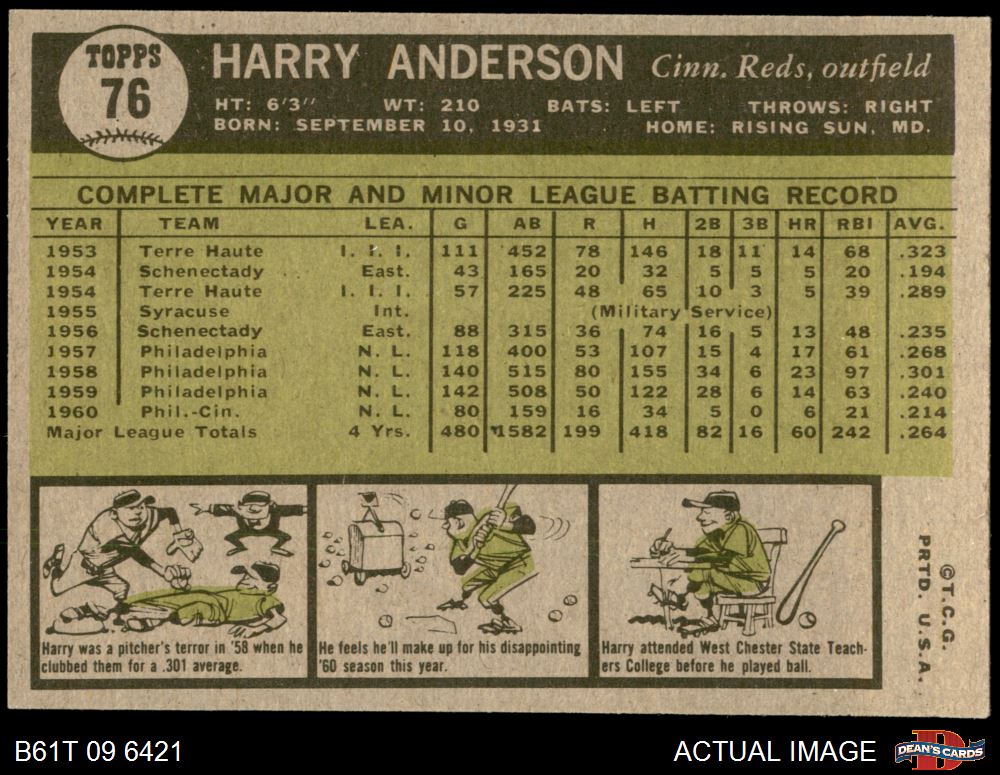 TOPPS
76
HARRY ANDERSON Cinn. Reds, outfield
HT: 6'3" WT: 210 BATS: LEFT THROWS: RIGHT
BORN: SEPTEMBER 10, 1931 HOME: RISING SUN, MD.
COMPLETE MAJOR AND MINOR LEAGUE BATTING RECORD
YEAR TEAM LEA. G AB R H 2B 3B HR RBI AVG.
1953 Terre Haute I. I. I. 111 452 78 146 18 11 14 68 .323
1954 Schenectady East. 43 165 20 32 5 5 5 20 .194
1954 Terre Haute I. I. I. 57 225 48 65 10 3 5 39 .289
1955 Syracuse Int. (Military Service)
1956 Schenectady East. 88 315 36 74 16 5 13 48 .235
1957 Philadelphia N. L. 118 400 53 107 15 4 17 61 .268
1958 Philadelphia N. L. 140 515 80 155 34 6 23 97 .301
1959 Philadelphia N. L. 142 508 50 122 28 6 14 63 .240
1960 Phil.-Cin. N. L. 80 159 16 34 5 0 6 21 .214
Major League Totals 4 Yrs. 480 1582 199 418 82 16 60 242 .264
Harry was a pitcher's terror in '58 when he
clubbed them for a .301 average.
He feels he'll make up for his disappointing
'60 season this year.
Harry attended West Chester State Teach-
ers College before he played ball.
©T.C.G.
PRTD. U.S.A.
B61T 09 6421
ACTUAL IMAGE
DEAN'S CARDS